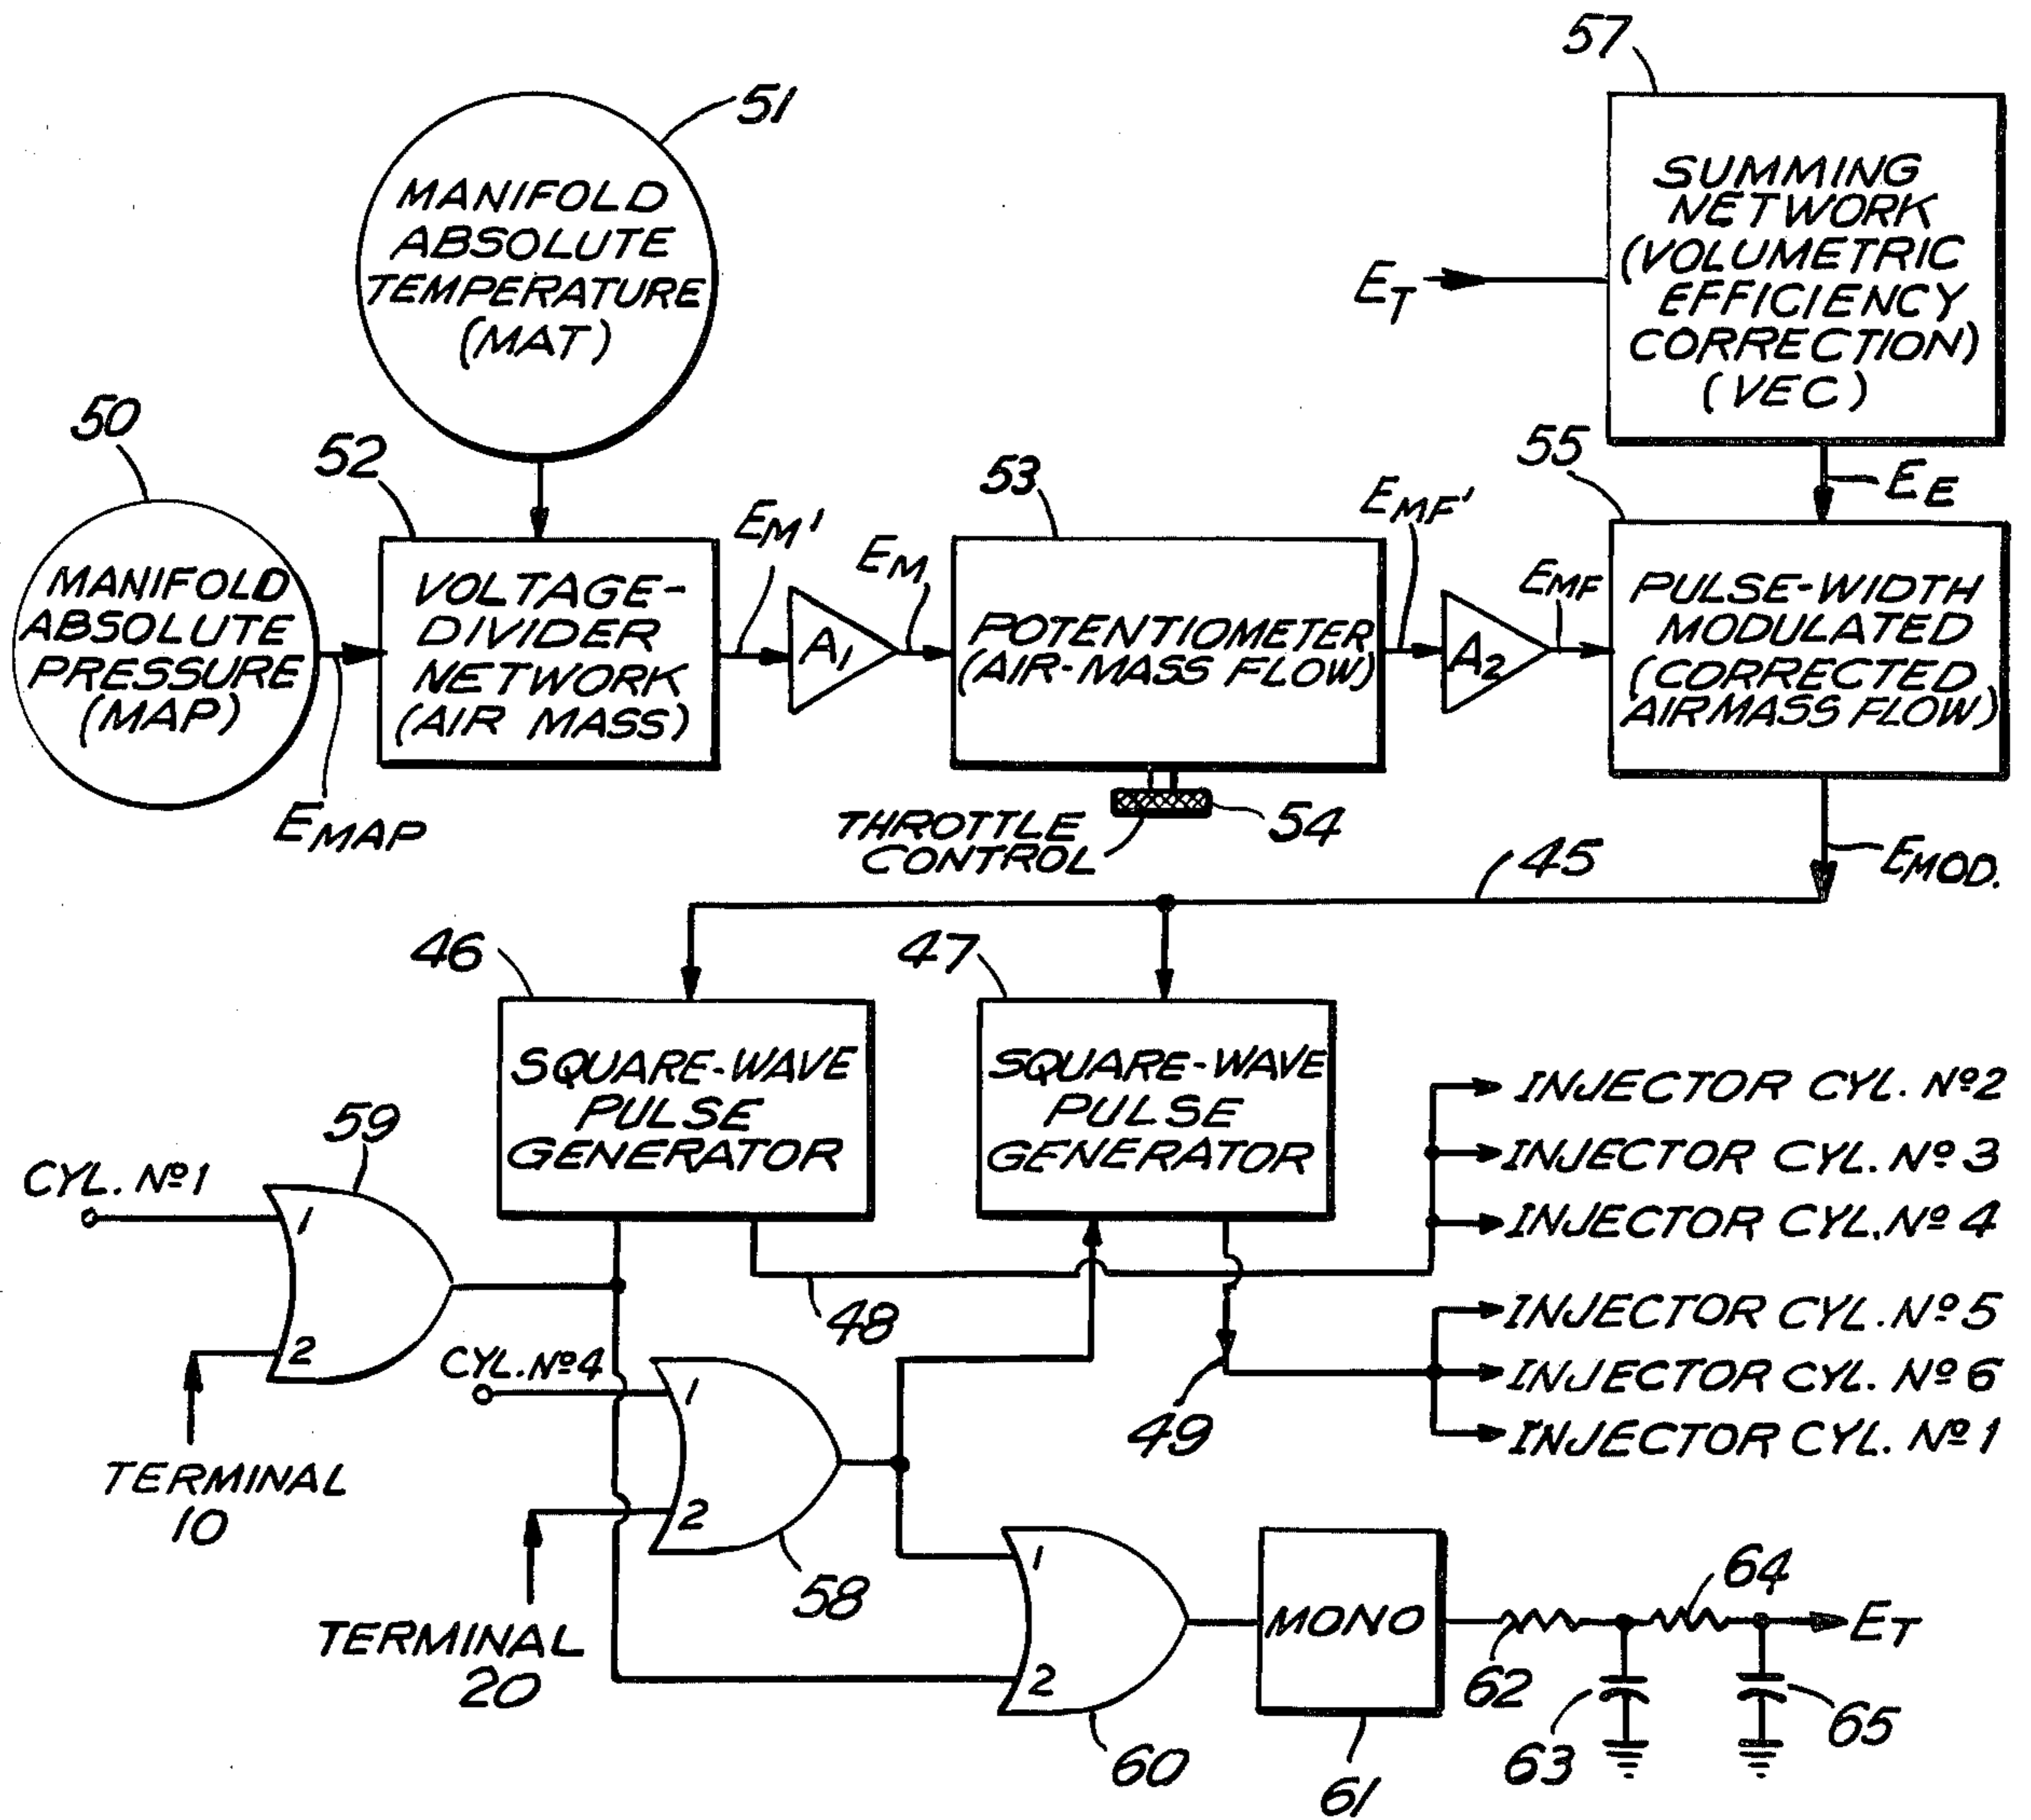 57
51
MANIFOLD
ABSOLUTE
TEMPERATURE
(MAT)
SUMMING
NETWORK
(VOLUMETRIC
EFFICIENCY
CORRECTION)
(VEC)
E_T
50
52
53
55
E_M'
E_M
E_MF'
E_MF
E_E
MANIFOLD
ABSOLUTE
PRESSURE
(MAP)
VOLTAGE-
DIVIDER
NETWORK
(AIR MASS)
A1
POTENTIOMETER
(AIR-MASS FLOW)
A2
PULSE-WIDTH
MODULATED
(CORRECTED
AIRMASS FLOW)
E_MAP
THROTTLE
CONTROL
54
E_MOD.
45
46
47
SQUARE-WAVE
PULSE
GENERATOR
SQUARE-WAVE
PULSE
GENERATOR
INJECTOR CYL. Nº2
INJECTOR CYL. Nº3
INJECTOR CYL. Nº4
INJECTOR CYL. Nº5
INJECTOR CYL. Nº6
INJECTOR CYL. Nº1
59
CYL. Nº1
1
2
48
CYL. Nº4
1
2
49
TERMINAL
10
58
TERMINAL
20
1
2
60
MONO
61
62
64
E_T
63
65